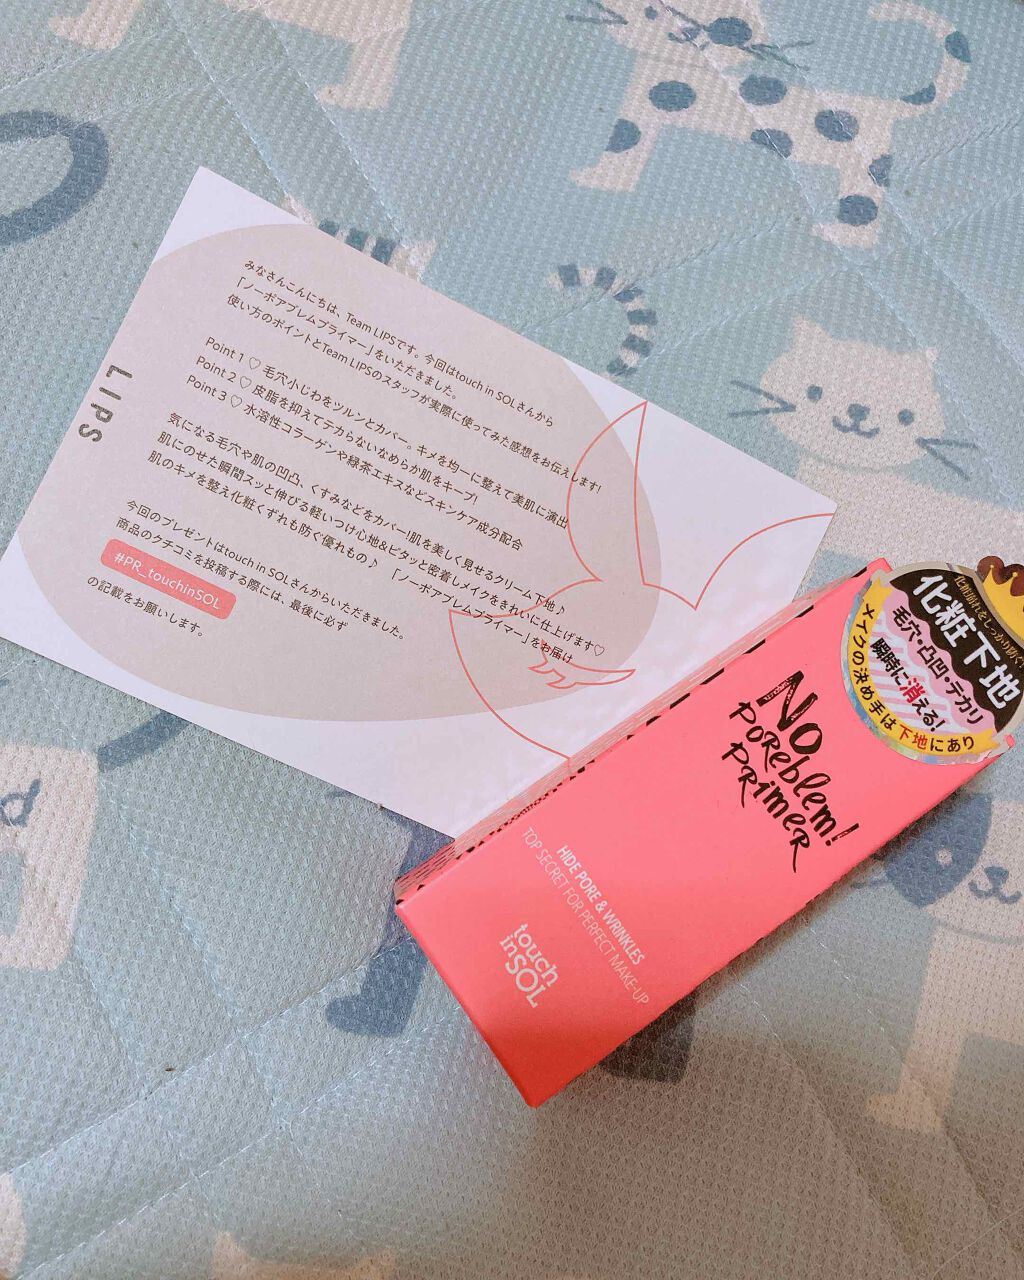 LIPS
みなさんこんにちは、Team LIPSです。今回はtouch in SOLさんから
「ノーポアブレムプライマー」をいただきました。
使い方のポイントとTeam LIPSのスタッフが実際に使ってみた感想をお伝えします!
Point 1 ♡ 毛穴小じわをツルンとカバー。キメを均一に整えて美肌に演出
Point 2 ♡ 皮脂を抑えてテカらないなめらか肌をキープ!
Point 3 ♡ 水溶性コラーゲンや緑茶エキスなどスキンケア成分配合
気になる毛穴や肌の凹凸、くすみなどをカバー!肌を美しく見せるクリーム下地♪
肌にのせた瞬間スッと伸びる軽いつけ心地&ピタッと密着しメイクをきれいに仕上げます♡
肌のキメを整え化粧くずれも防ぐ優れもの♪ 「ノーポアブレムプライマー」をお届け
今回のプレゼントはtouch in SOLさんからいただきました。
商品のクチコミを投稿する際には、最後に必ず
#PR_touchinSOL
の記載をお願いします。
化粧崩れをしっかり防ぐ
化粧下地
毛穴・凸凹・テカリ
瞬時に消える!
メイクの決め手は下地にあり
No
Poreblem!
Primer
HIDE PORE & WRINKLES
TOP SECRET FOR PERFECT MAKE-UP
touch
inSOL